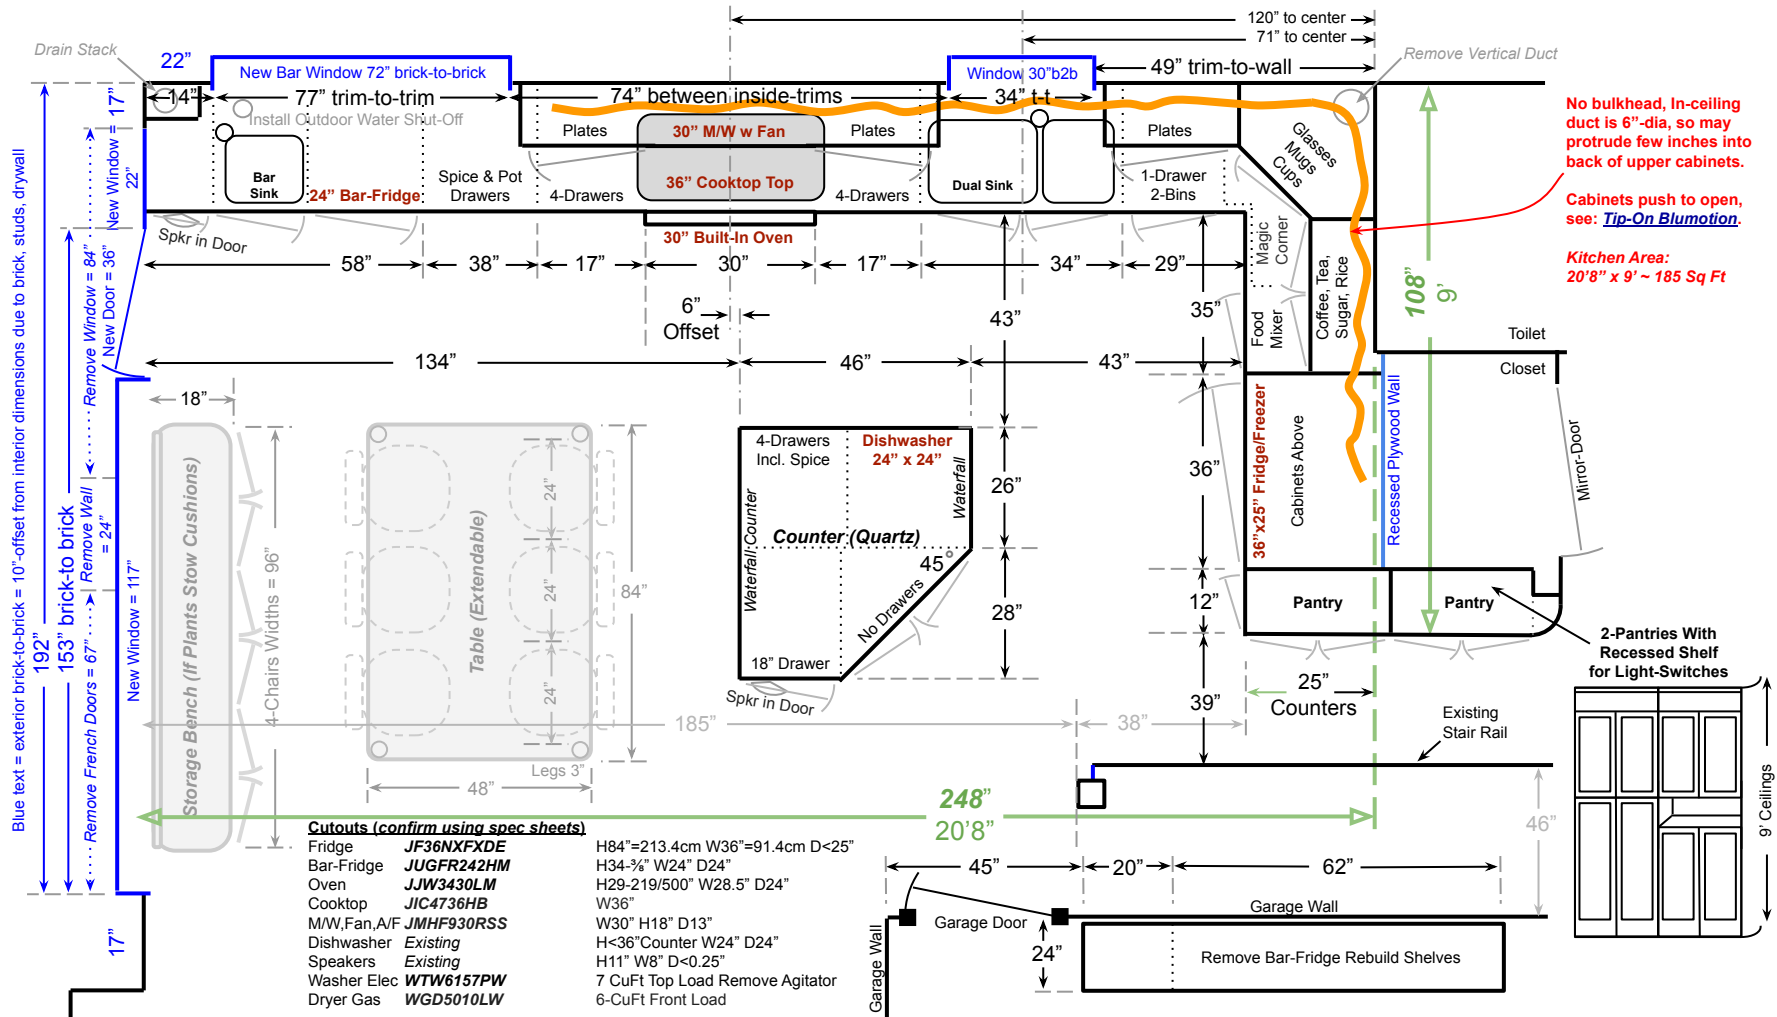 120” to center
71” to center
Drain Stack
22”
New Bar Window 72” brick-to-brick
Window 30”b2b
49” trim-to-wall
Remove Vertical Duct
14”
77” trim-to-trim
74” between inside-trims
34” t-t
Install Outdoor Water Shut-Off
Plates
30” M/W w Fan
Plates
Plates
Glasses
Mugs
Cups
No bulkhead, In-ceiling
duct is 6”-dia, so may
protrude few inches into
back of upper cabinets.
Cabinets push to open,
see: Tip-On Blumotion.
Kitchen Area:
20’8” x 9’ ~ 185 Sq Ft
Bar
Sink
24” Bar-Fridge
Spice & Pot
Drawers
4-Drawers
36” Cooktop Top
4-Drawers
Dual Sink
1-Drawer
2-Bins
Spkr in Door
30” Built-In Oven
Magic
Corner
58”
38”
17”
30”
17”
34”
29”
6”
Offset
43”
35”
Food
Mixer
Coffee, Tea,
Sugar, Rice
108”
9’
Toilet
Closet
134”
46”
43”
Blue text = exterior brick-to-brick = 10”-offset from interior dimensions due to brick, studs, drywall
192”
153” brick-to brick
New Window = 17”
22”
Remove Window = 84”
New Door = 36”
Remove Wall
= 24”
Remove French Doors = 67”
New Window = 117”
17”
18”
Storage Bench (If Plants Stow Cushions)
4-Chairs Widths = 96”
Table (Extendable)
24”
24”
24”
84”
Legs 3”
48”
4-Drawers
Incl. Spice
Dishwasher
24” x 24”
Waterfall
Waterfall Counter
Counter (Quartz)
45°
No Drawers
18” Drawer
Spkr in Door
26”
28”
36”
12”
39”
36”x25” Fridge/Freezer
Cabinets Above
Recessed Plywood Wall
Mirror-Door
Pantry
Pantry
2-Pantries With
Recessed Shelf
for Light-Switches
25”
Counters
Existing
Stair Rail
9’ Ceilings
185”
38”
248”
20’8”
46”
Cutouts (confirm using spec sheets)
Fridge JF36NXFXDE H84”=213.4cm W36”=91.4cm D<25”
Bar-Fridge JUGFR242HM H34-⅜” W24” D24”
Oven JJW3430LM H29-219/500” W28.5” D24”
Cooktop JIC4736HB W36”
M/W,Fan,A/F JMHF930RSS W30” H18” D13”
Dishwasher Existing H<36”Counter W24” D24”
Speakers Existing H11” W8” D<0.25”
Washer Elec WTW6157PW 7 CuFt Top Load Remove Agitator
Dryer Gas WGD5010LW 6-CuFt Front Load
45”
20”
62”
Garage Door
Garage Wall
Garage Wall
24”
Remove Bar-Fridge Rebuild Shelves